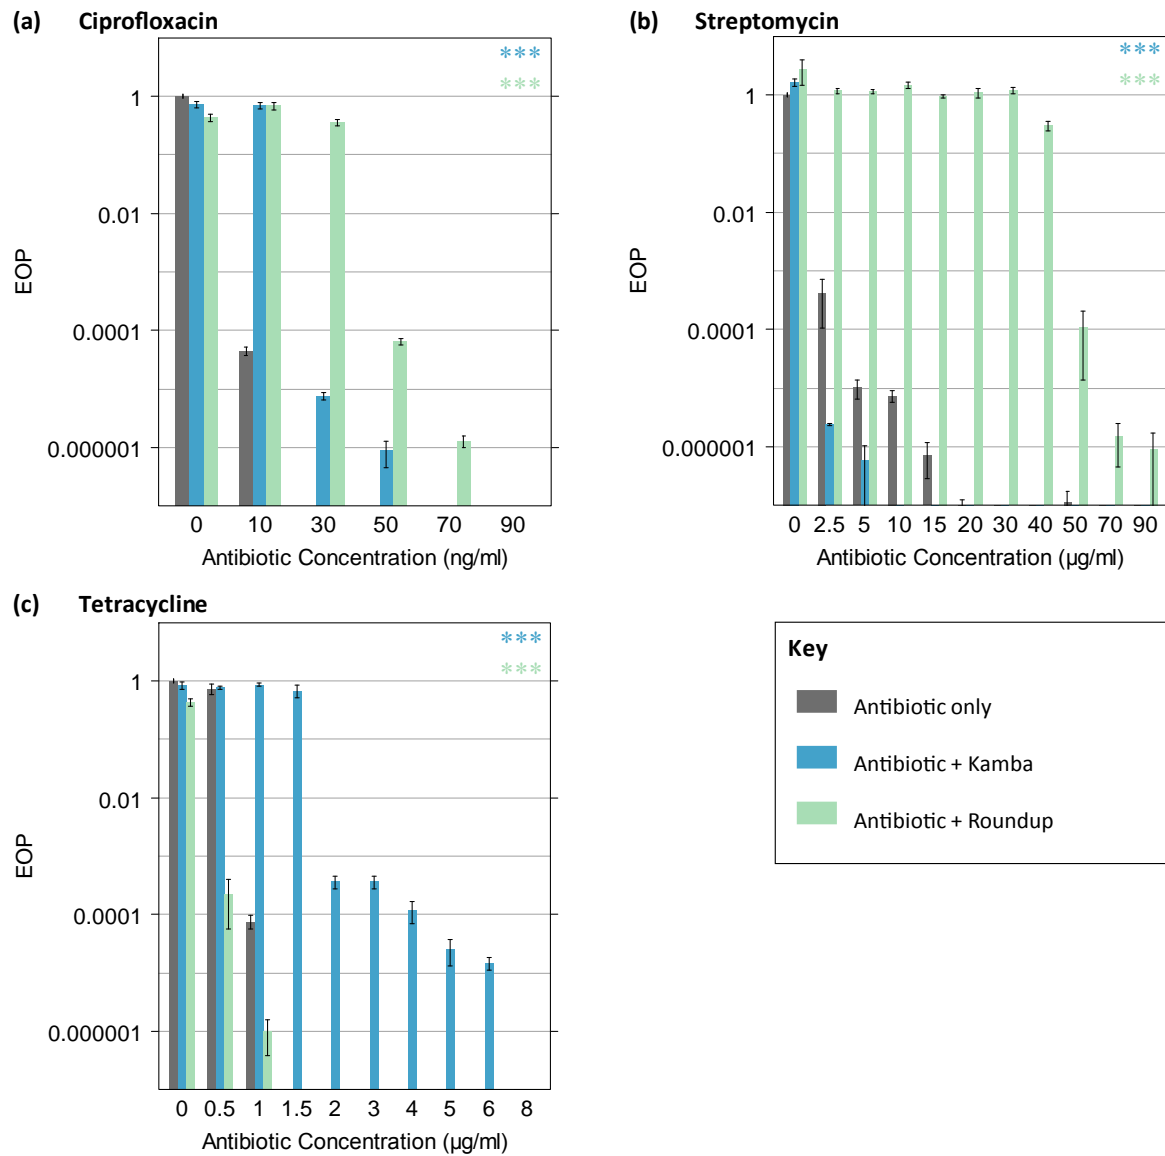 (a) Ciprofloxacin
***
***
1
0.01
0.0001
0.000001
EOP
0 10 30 50 70 90
Antibiotic Concentration (ng/ml)
(b) Streptomycin
***
***
1
0.01
0.0001
0.000001
EOP
0 2.5 5 10 15 20 30 40 50 70 90
Antibiotic Concentration (µg/ml)
(c) Tetracycline
***
***
1
0.01
0.0001
0.000001
EOP
0 0.5 1 1.5 2 3 4 5 6 8
Antibiotic Concentration (µg/ml)
Key
Antibiotic only
Antibiotic + Kamba
Antibiotic + Roundup